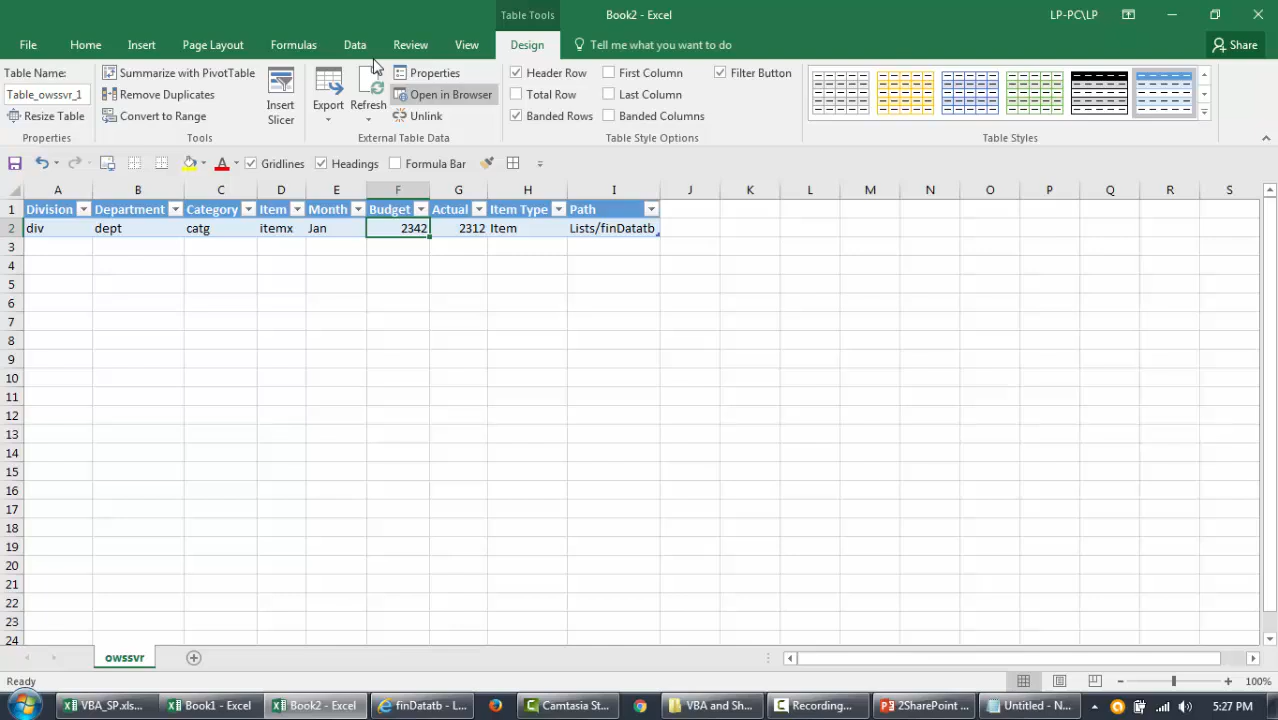 Table Tools
Book2 - Excel
LP-PC\LP
File Home Insert Page Layout Formulas Data Review View Design Tell me what you want to do Share
Table Name:
Table_owssvr_1
Resize Table
Properties
Summarize with PivotTable
Remove Duplicates
Convert to Range
Insert
Slicer
Tools
Export
Refresh
Properties
Open in Browser
Unlink
External Table Data
Header Row First Column Filter Button
Total Row Last Column
Banded Rows Banded Columns
Table Style Options
Table Styles
Gridlines Headings Formula Bar
A B C D E F G H I J K L M N O P Q R S
1 Division Department Category Item Month Budget Actual Item Type Path
2 div dept catg itemx Jan 2342 2312 Item Lists/finDatatb
3
4
5
6
7
8
9
10
11
12
13
14
15
16
17
18
19
20
21
22
23
24
owssvr
Ready
100%
VBA_SP.xls... Book1 - Excel Book2 - Excel finDatatb - L... Camtasia St... VBA and Sh... Recording... 2SharePoint ... Untitled - N... 5:27 PM